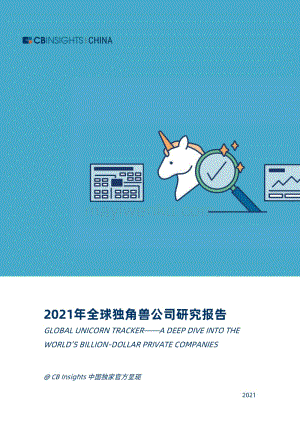 CBINSIGHTS | CHINA
2021年全球独角兽公司研究报告
GLOBAL UNICORN TRACKER——A DEEP DIVE INTO THE
WORLD'S BILLION-DOLLAR PRIVATE COMPANIES
@ CB Insights 中国独家官方呈现
2021